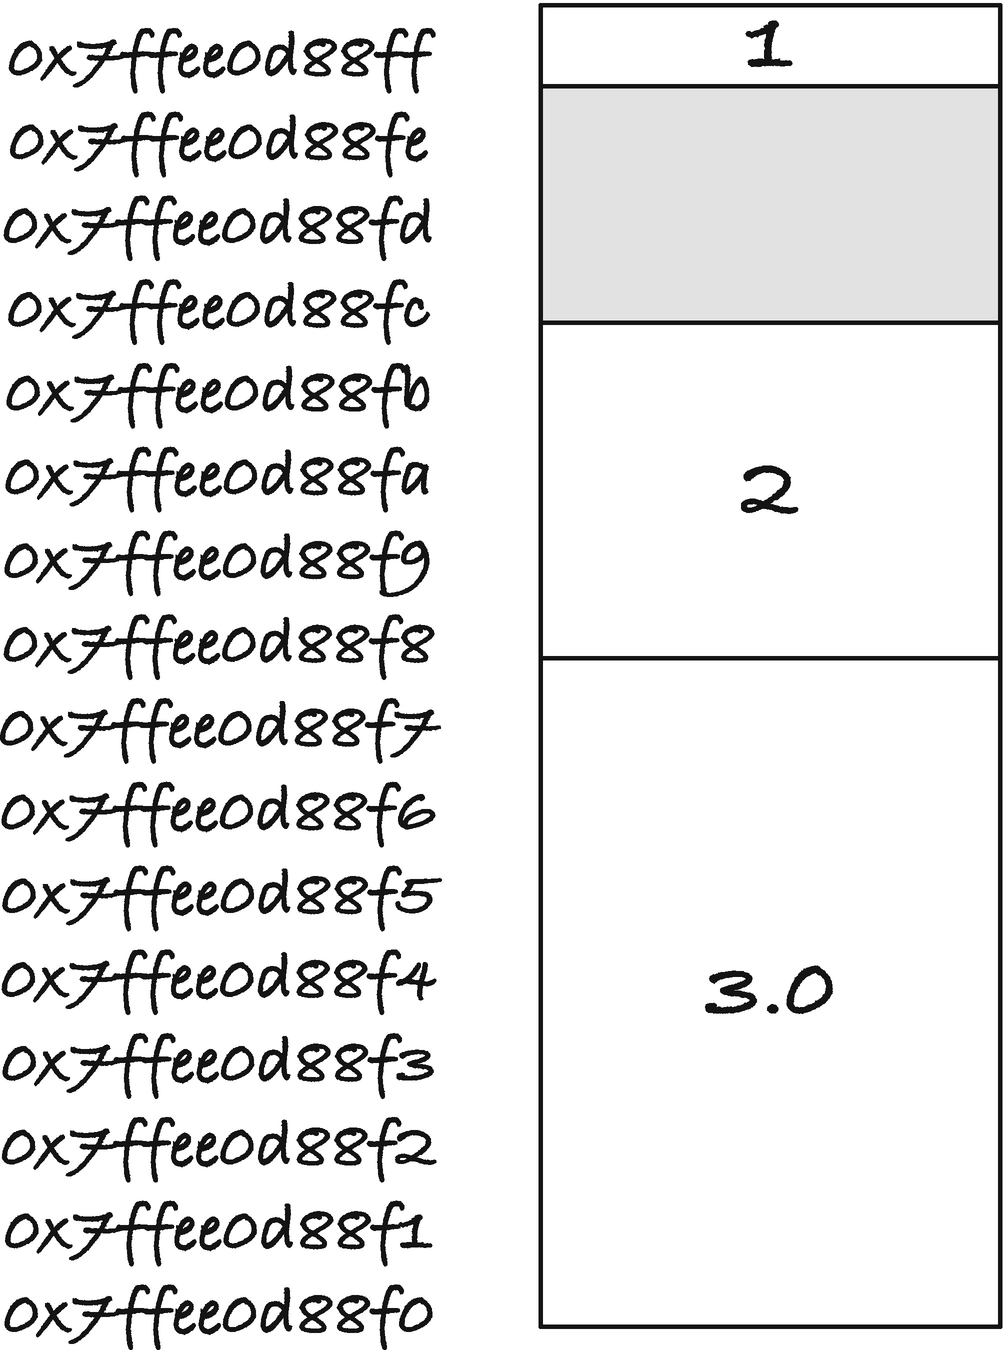 0x7ffee0d88ff 1
0x7ffee0d88fe
0x7ffee0d88fd
0x7ffee0d88fc
0x7ffee0d88fb
0x7ffee0d88fa 2
0x7ffee0d88f9
0x7ffee0d88f8
0x7ffee0d88f7
0x7ffee0d88f6
0x7ffee0d88f5
0x7ffee0d88f4 3.0
0x7ffee0d88f3
0x7ffee0d88f2
0x7ffee0d88f1
0x7ffee0d88f0